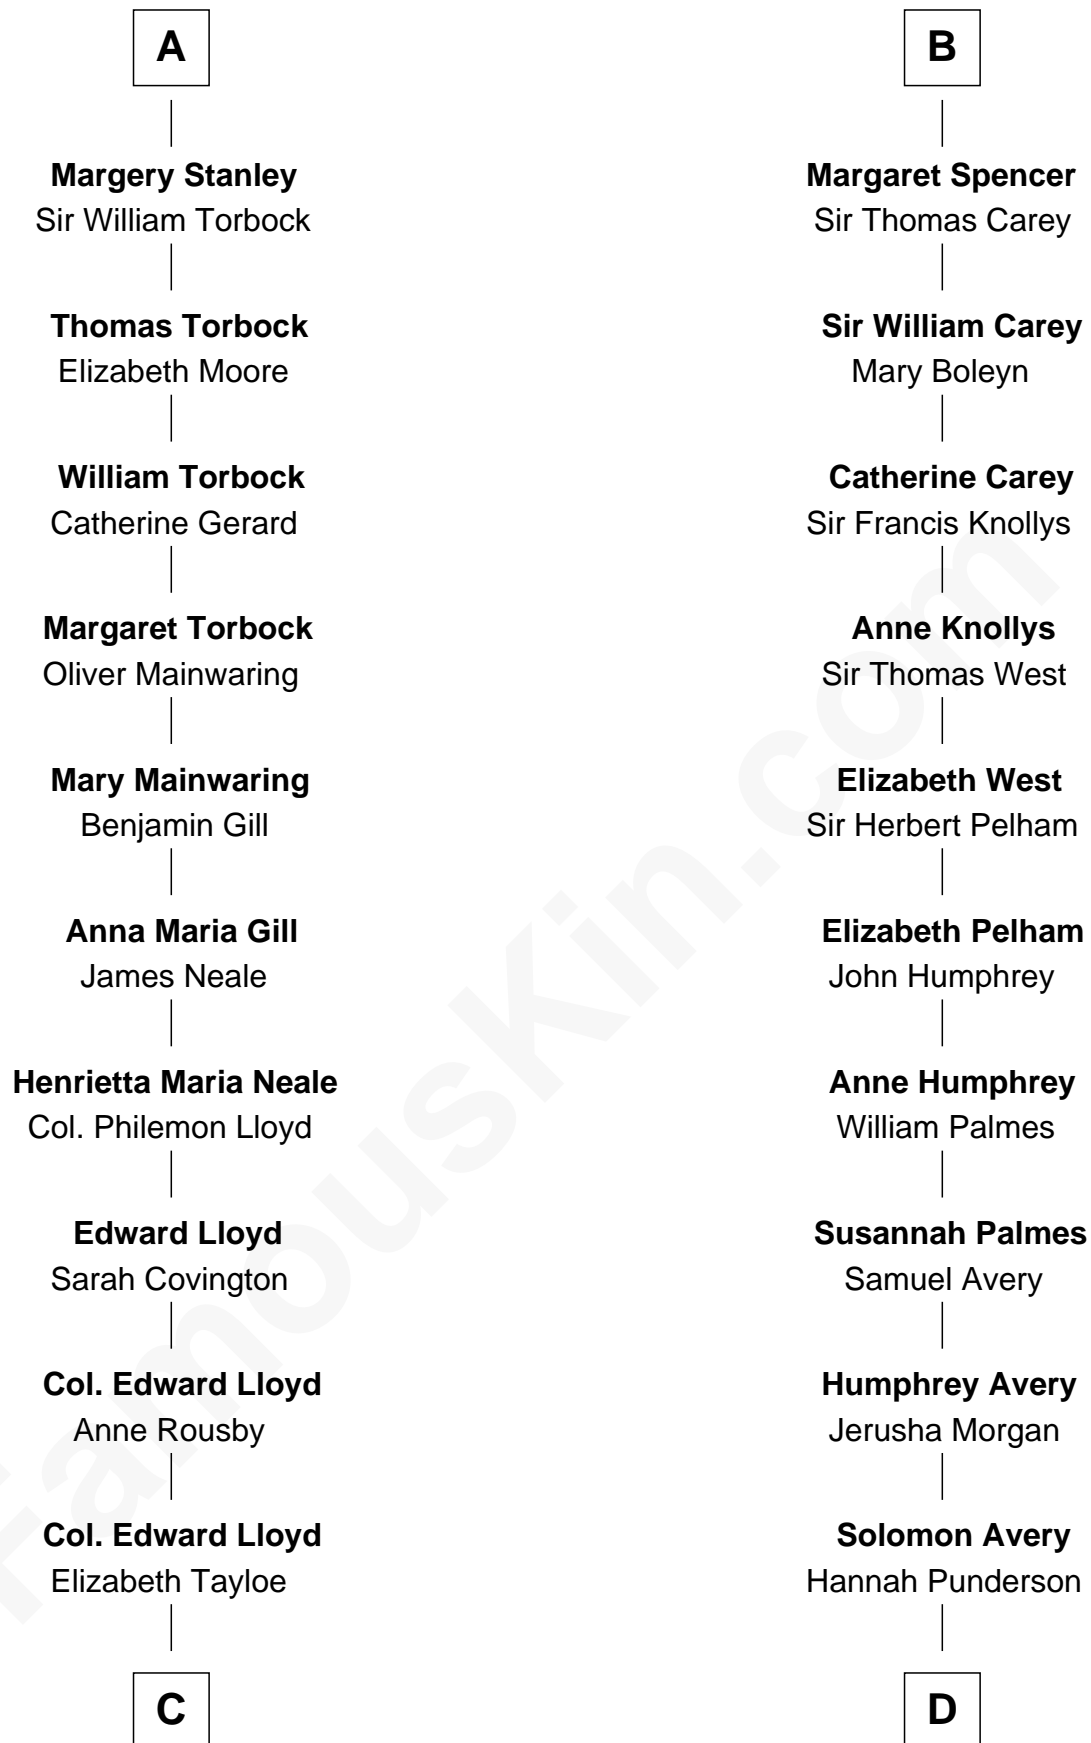 A
Margery Stanley
Sir William Torbock
Thomas Torbock
Elizabeth Moore
William Torbock
Catherine Gerard
Margaret Torbock
Oliver Mainwaring
Mary Mainwaring
Benjamin Gill
Anna Maria Gill
James Neale
Henrietta Maria Neale
Col. Philemon Lloyd
Edward Lloyd
Sarah Covington
Col. Edward Lloyd
Anne Rousby
Col. Edward Lloyd
Elizabeth Tayloe
C
B
Margaret Spencer
Sir Thomas Carey
Sir William Carey
Mary Boleyn
Catherine Carey
Sir Francis Knollys
Anne Knollys
Sir Thomas West
Elizabeth West
Sir Herbert Pelham
Elizabeth Pelham
John Humphrey
Anne Humphrey
William Palmes
Susannah Palmes
Samuel Avery
Humphrey Avery
Jerusha Morgan
Solomon Avery
Hannah Punderson
D
FamousKin.com